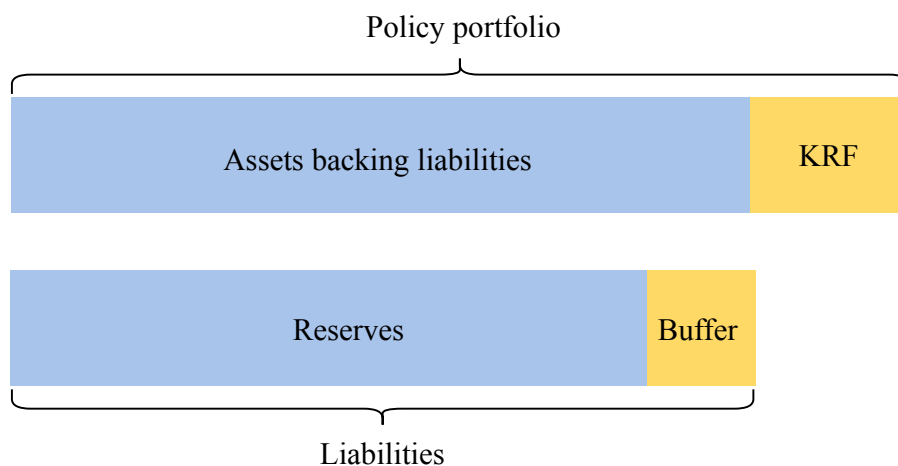 Policy portfolio
Assets backing liabilities
KRF
Reserves
Buffer
Liabilities